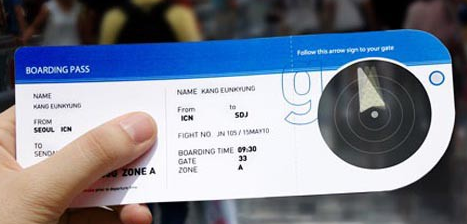 Follow this arrow sign to your gate
BOARDING PASS
NAME
KANG EUNKYUNG
FROM
SEOUL ICN
TO
ZONE A
NAME KANG EUNKYUNG
From to
ICN SDJ
FIGHT NO. JN 105 / 15MAY10
BOARDING TIME 09:30
GATE 33
ZONE A
g